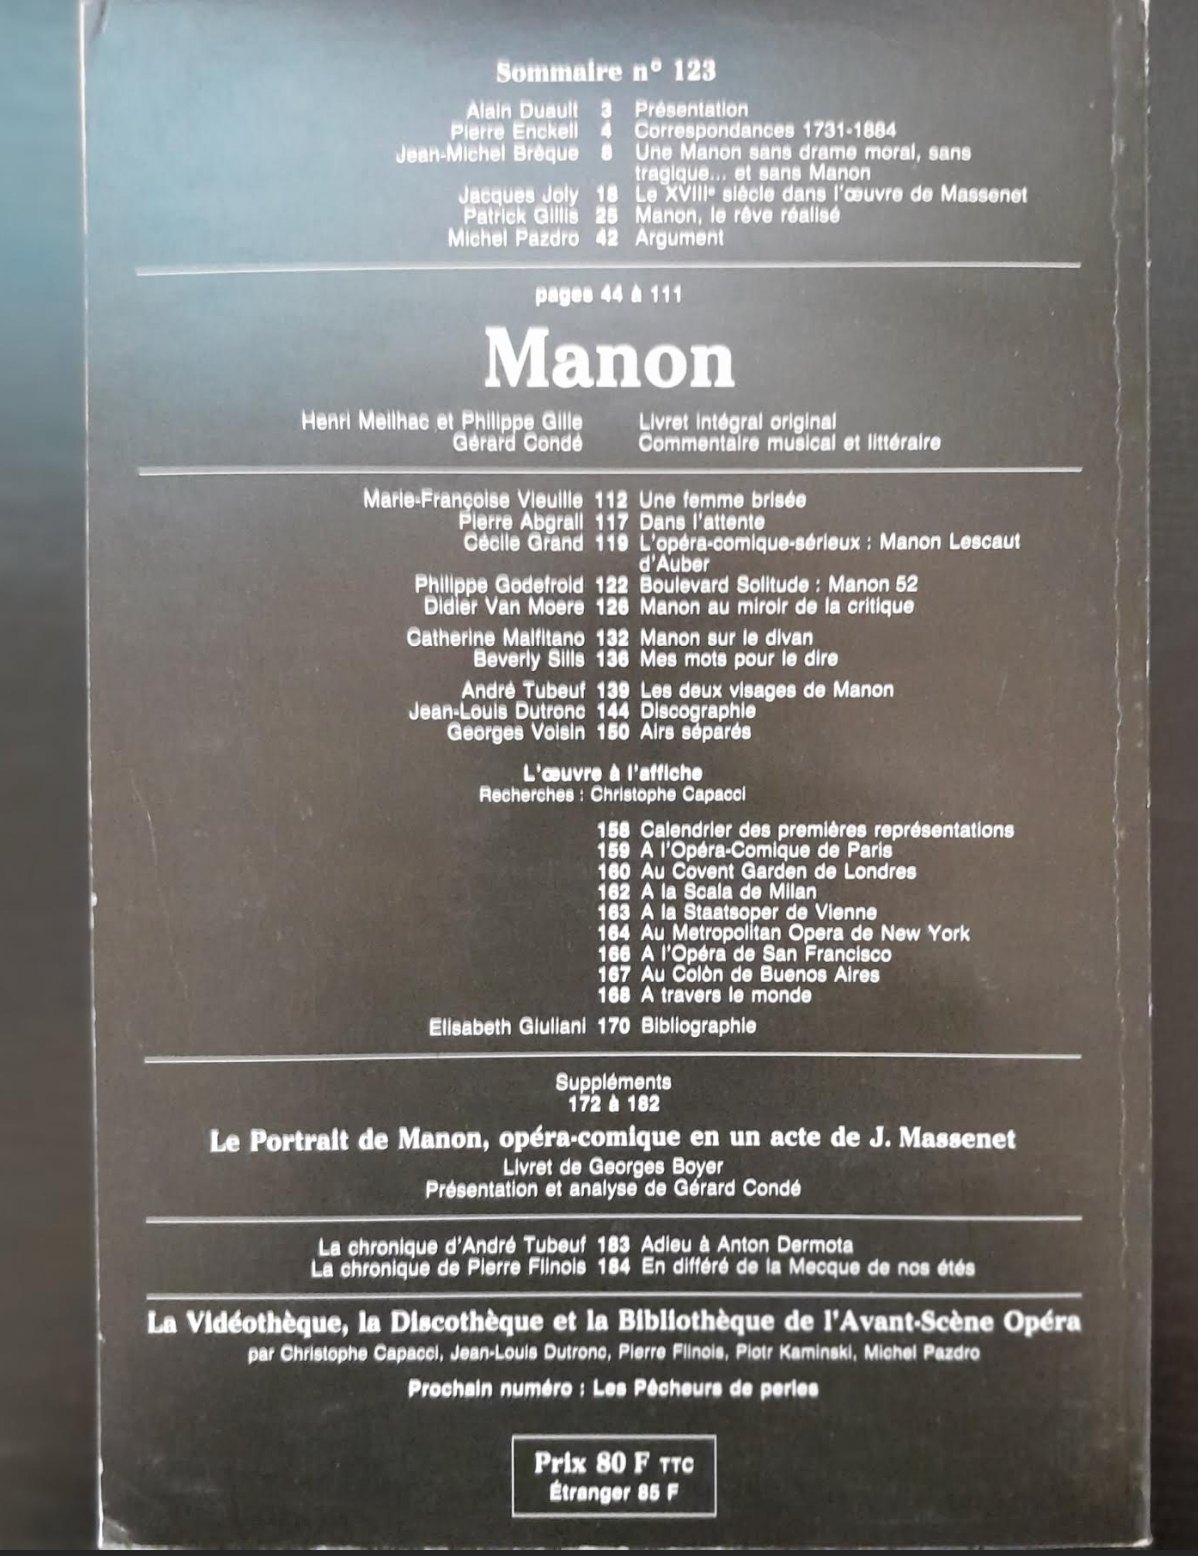 Sommaire n° 123
Alain Duault 3 Présentation
Pierre Enckell 4 Correspondances 1731-1884
Jean-Michel Brèque 8 Une Manon sans drame moral, sans
tragique... et sans Manon
Jacques Joly 18 Le XVIIIe siècle dans l'œuvre de Massenet
Patrick Gillis 25 Manon, le rêve réalisé
Michel Pazdro 42 Argument
pages 44 à 111
Manon
Henri Meilhac et Philippe Gille Livret intégral original
Gérard Condé Commentaire musical et littéraire
Marie-Françoise Vieuille 112 Une femme brisée
Pierre Abgrall 117 Dans l'attente
Cécile Grand 119 L'opéra-comique-sérieux : Manon Lescaut
d'Auber
Philippe Godefroid 122 Boulevard Solitude : Manon 52
Didier Van Moere 126 Manon au miroir de la critique
Catherine Malfitano 132 Manon sur le divan
Beverly Sills 136 Mes mots pour le dire
André Tubeuf 139 Les deux visages de Manon
Jean-Louis Dutronc 144 Discographie
Georges Voisin 150 Airs séparés
L'œuvre à l'affiche
Recherches : Christophe Capacci
158 Calendrier des premières représentations
159 A l'Opéra-Comique de Paris
160 Au Covent Garden de Londres
162 A la Scala de Milan
163 A la Staatsoper de Vienne
164 Au Metropolitan Opera de New York
166 A l'Opéra de San Francisco
167 Au Colòn de Buenos Aires
168 A travers le monde
Elisabeth Giuliani 170 Bibliographie
Suppléments
172 à 182
Le Portrait de Manon, opéra-comique en un acte de J. Massenet
Livret de Georges Boyer
Présentation et analyse de Gérard Condé
La chronique d'André Tubeuf 183 Adieu à Anton Dermota
La chronique de Pierre Flinois 184 En différé de la Mecque de nos étés
La Vidéothèque, la Discothèque et la Bibliothèque de l'Avant-Scène Opéra
par Christophe Capacci, Jean-Louis Dutronc, Pierre Flinois, Piotr Kaminski, Michel Pazdro
Prochain numéro : Les Pêcheurs de perles
Prix 80 F TTC
Étranger 85 F